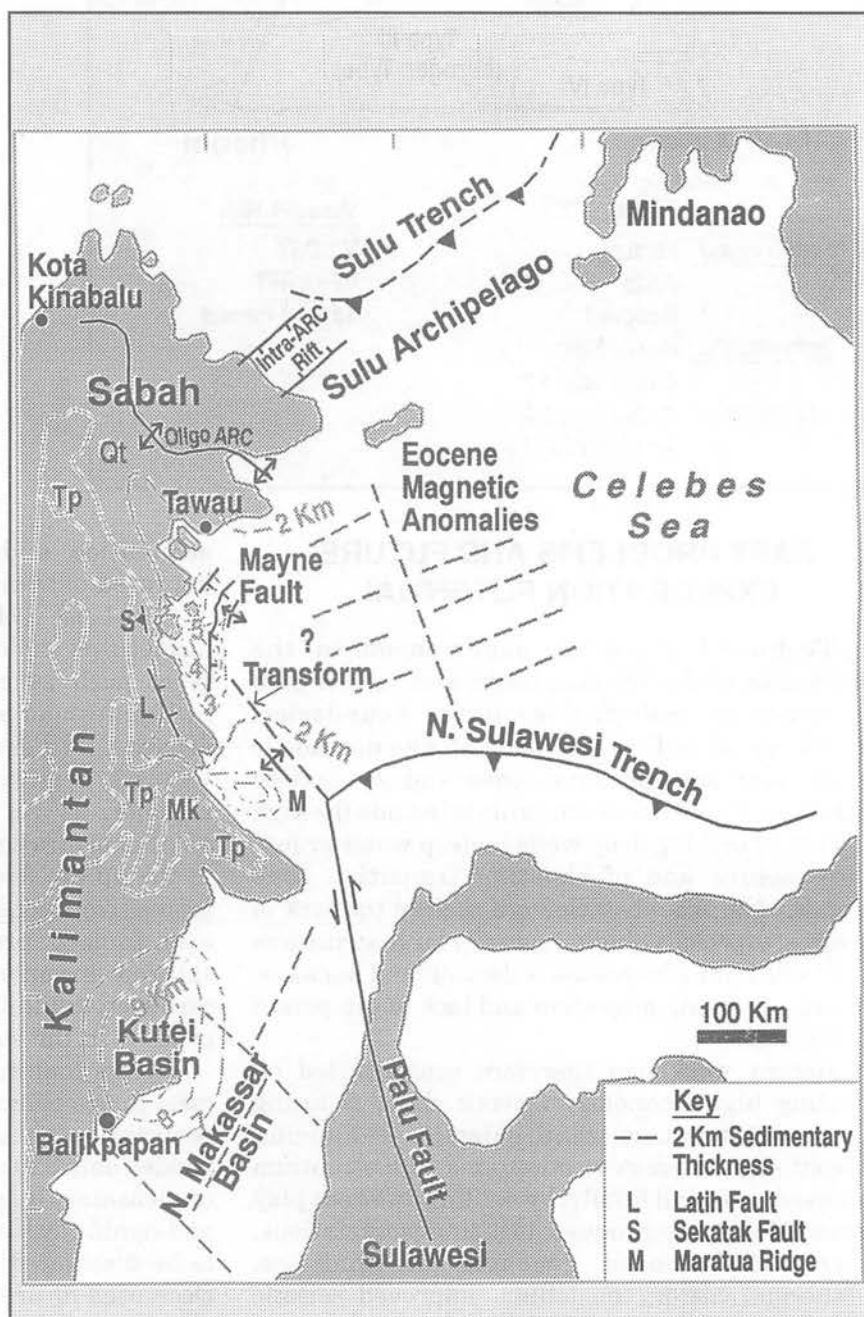 Mindanao
Sulu Trench
Kota
Kinabalu
Sulu Archipelago
Intra-ARC
Rift
Sabah
Oligo ARC
Qt
Tp
Eocene
Magnetic
Anomalies
Celebes
Sea
Tawau
2 Km
Mayne
Fault
S
?
Transform
L
2 Km
N. Sulawesi
Trench
M
Tp
Mk
Tp
Kalimantan
100 Km
Km
Kutei
Basin
Balikpapan
N. Makassar
Basin
Palu Fault
Sulawesi
Key
2 Km Sedimentary
Thickness
L Latih Fault
S Sekatak Fault
M Maratua Ridge